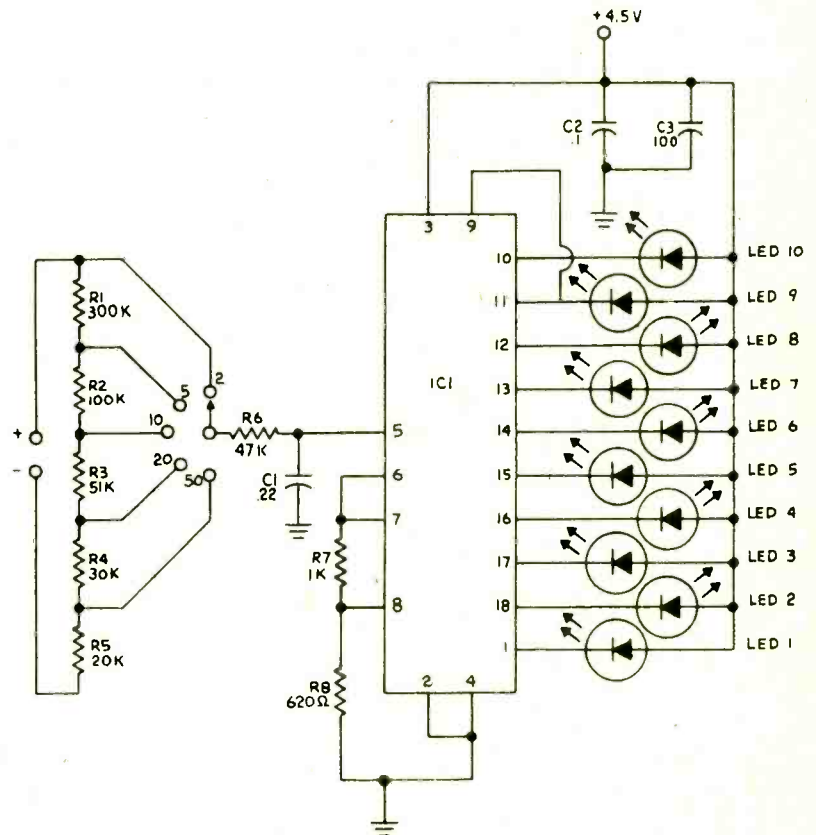 +4.5V
C2
.1
C3
100
3
9
10
LED 10
R1
300K
11
LED 9
12
LED 8
R2
100K
5
2
IC1
13
LED 7
10
R6
47K
5
14
LED 6
+
-
R3
51K
20
50
C1
.22
6
15
LED 5
7
16
LED 4
R4
30K
R7
1K
17
LED 3
8
18
LED 2
R5
20K
1
LED 1
R8
620Ω
2
4